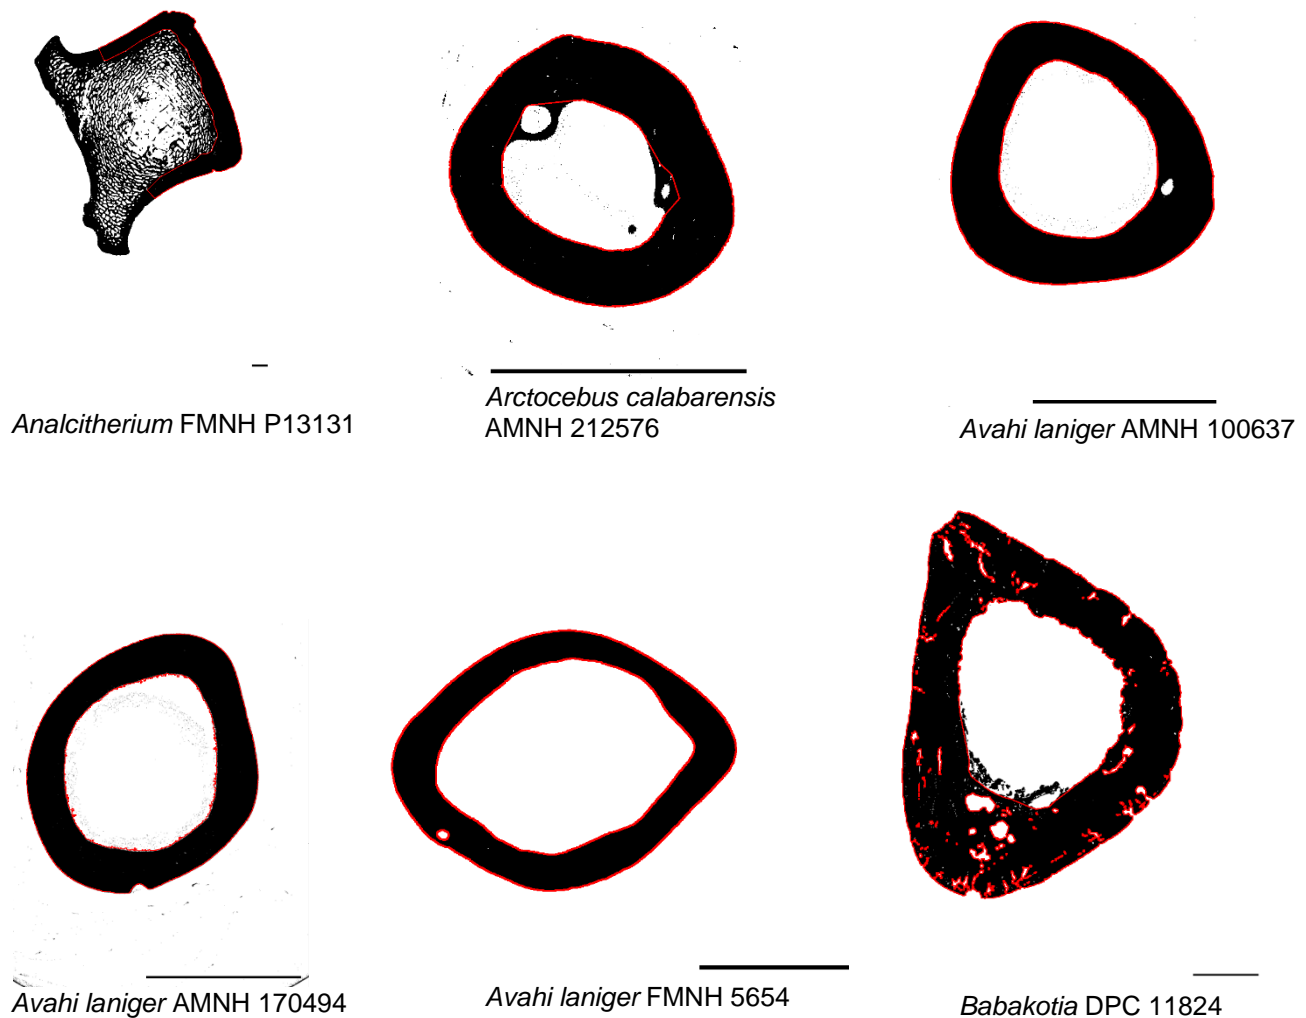 Analcitherium FMNH P13131
Arctocebus calabarensis
AMNH 212576
Avahi laniger AMNH 100637
Avahi laniger AMNH 170494
Avahi laniger FMNH 5654
Babakotia DPC 11824